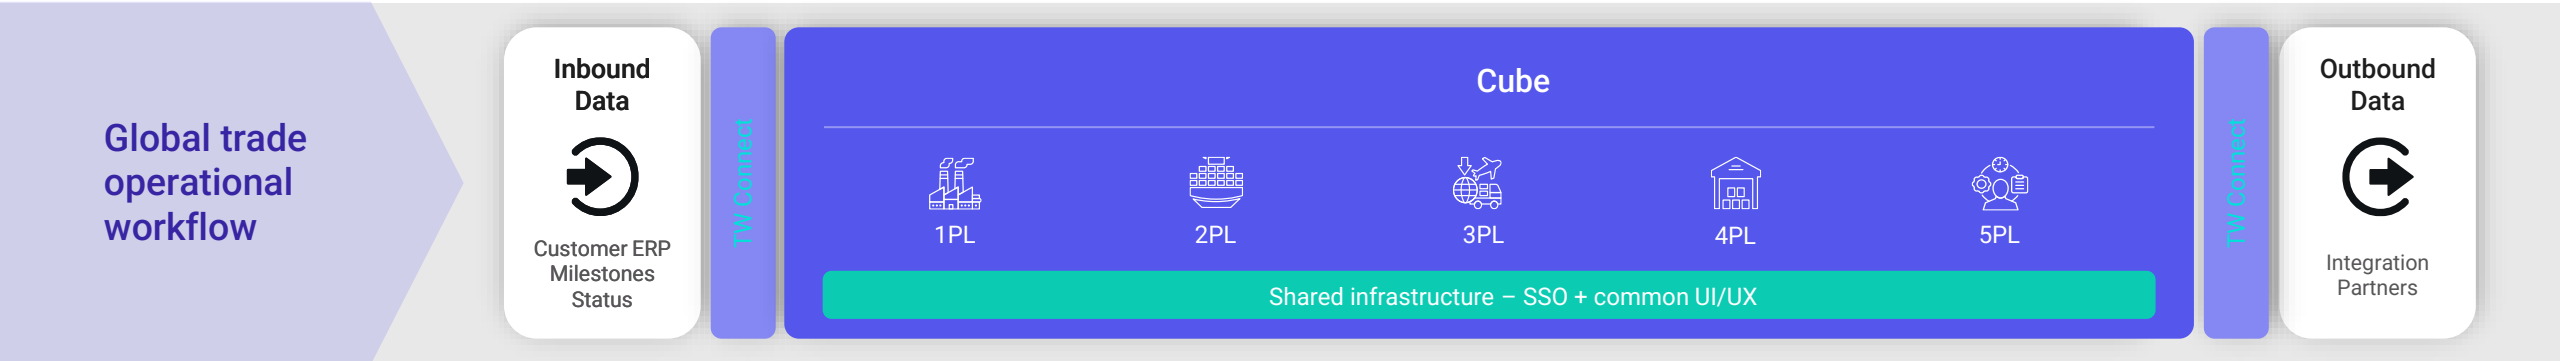 Global trade
operational
workflow
Inbound
Data
Customer ERP
Milestones
Status
TW Connect
Cube
1PL
2PL
3PL
4PL
5PL
Shared infrastructure – SSO + common UI/UX
TW Connect
Outbound
Data
Integration
Partners